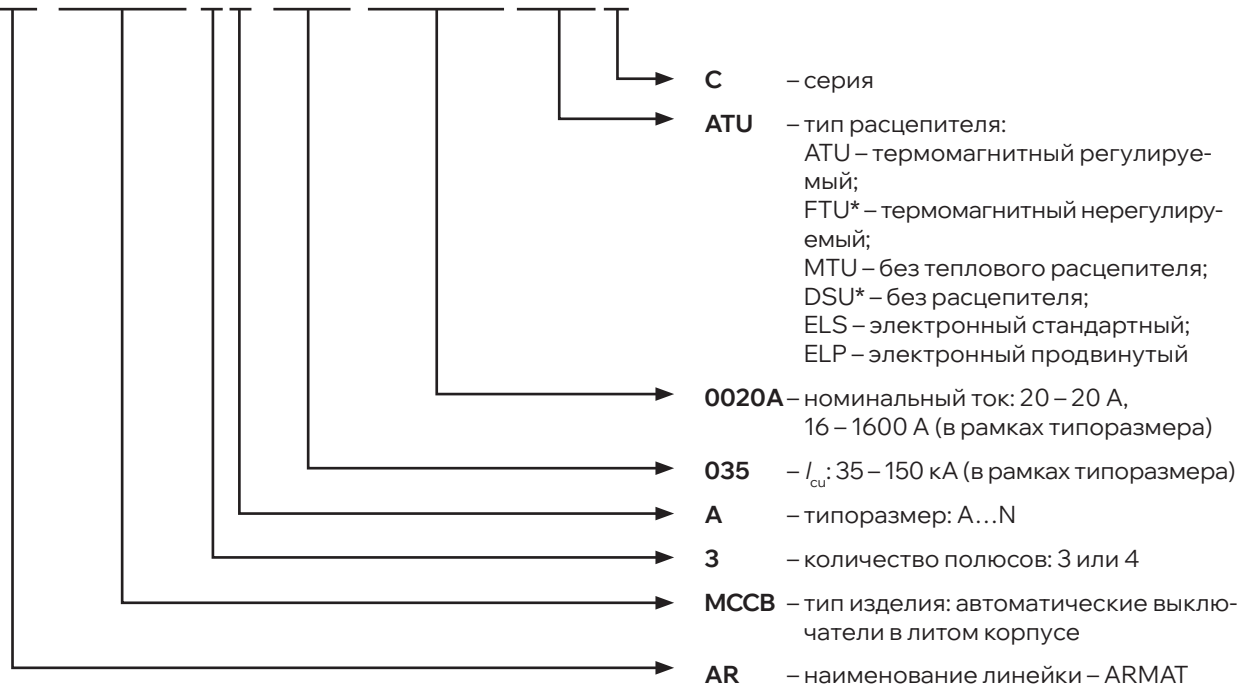 C – серия
ATU – тип расцепителя:
ATU – термомагнитный регулируе-
мый;
FTU* – термомагнитный нерегулиру-
емый;
MTU – без теплового расцепителя;
DSU* – без расцепителя;
ELS – электронный стандартный;
ELP – электронный продвинутый
0020A – номинальный ток: 20 – 20 А,
16 – 1600 А (в рамках типоразмера)
035 – Icu: 35 – 150 кА (в рамках типоразмера)
A – типоразмер: A…N
3 – количество полюсов: 3 или 4
MCCB – тип изделия: автоматические выклю-
чатели в литом корпусе
AR – наименование линейки – ARMAT